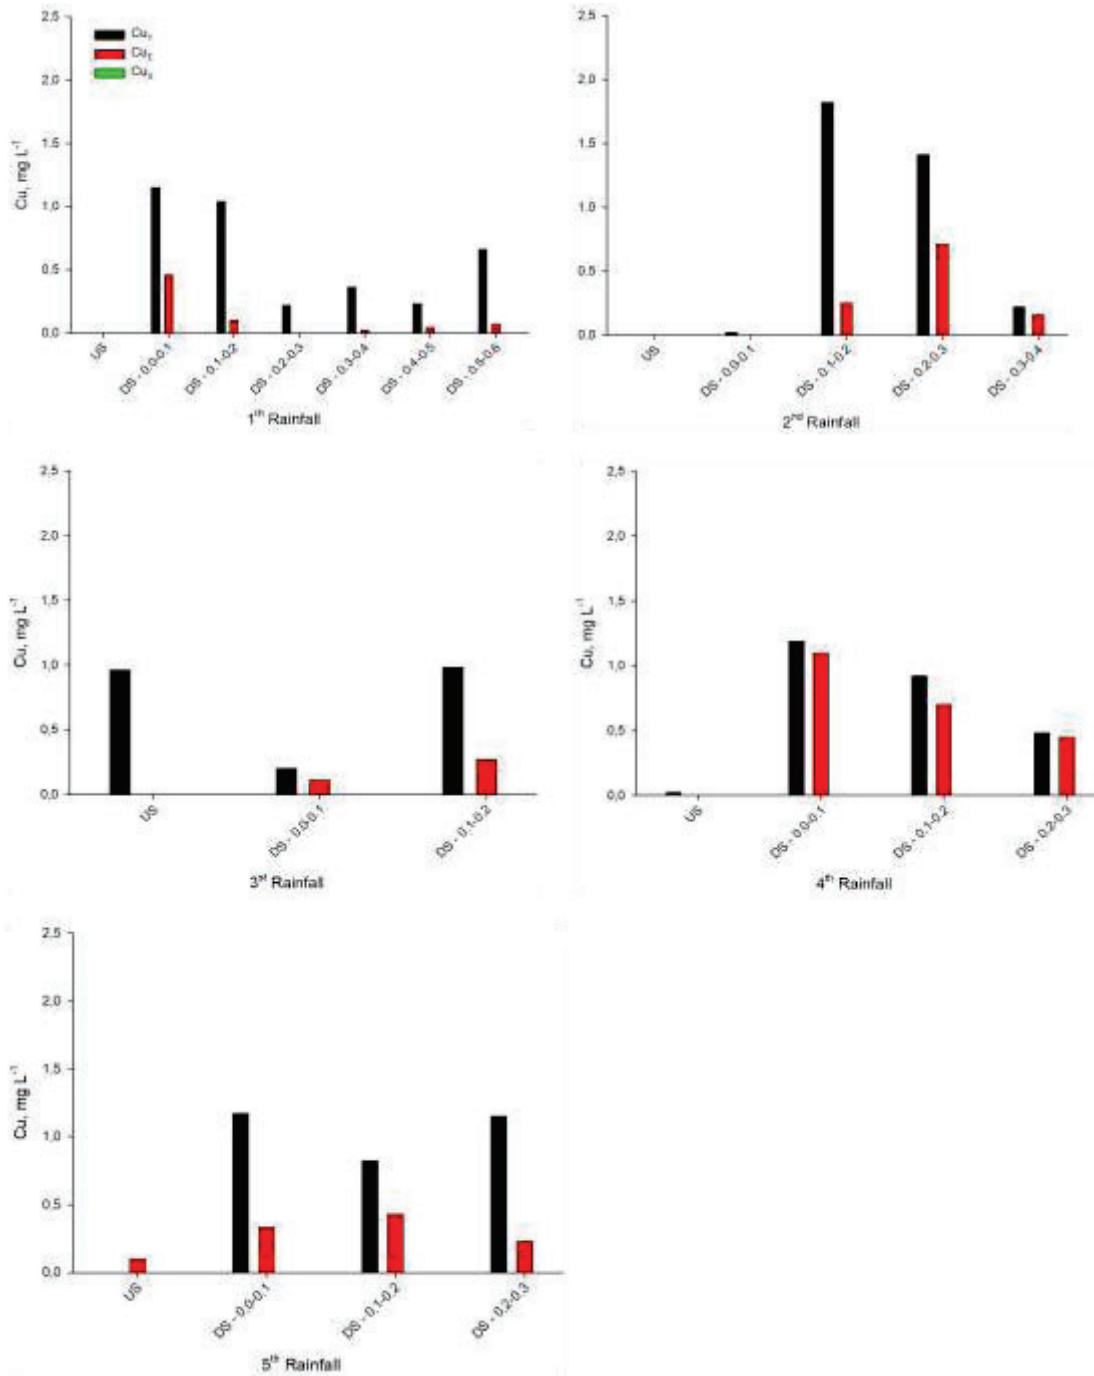 2,5
2,0
1,5
1,0
0,5
0,0
Cu, mg L-1
Cu
Cu
Cu
US
DS - 0.0-0.1
DS - 0.1-0.2
DS - 0.2-0.3
DS - 0.3-0.4
DS - 0.4-0.5
DS - 0.5-0.6
1th Rainfall
2,5
2,0
1,5
1,0
0,5
0,0
US
DS - 0.0-0.1
DS - 0.1-0.2
DS - 0.2-0.3
DS - 0.3-0.4
2nd Rainfall
2,5
2,0
1,5
1,0
0,5
0,0
Cu, mg L-1
US
DS - 0.0-0.1
DS - 0.1-0.2
3st Rainfall
2,5
2,0
1,5
1,0
0,5
0,0
Cu, mg L-1
US
DS - 0.0-0.1
DS - 0.1-0.2
DS - 0.2-0.3
4th Rainfall
2,5
2,0
1,5
1,0
0,5
0,0
Cu, mg L-1
US
DS - 0.0-0.1
DS - 0.1-0.2
DS - 0.2-0.3
5th Rainfall